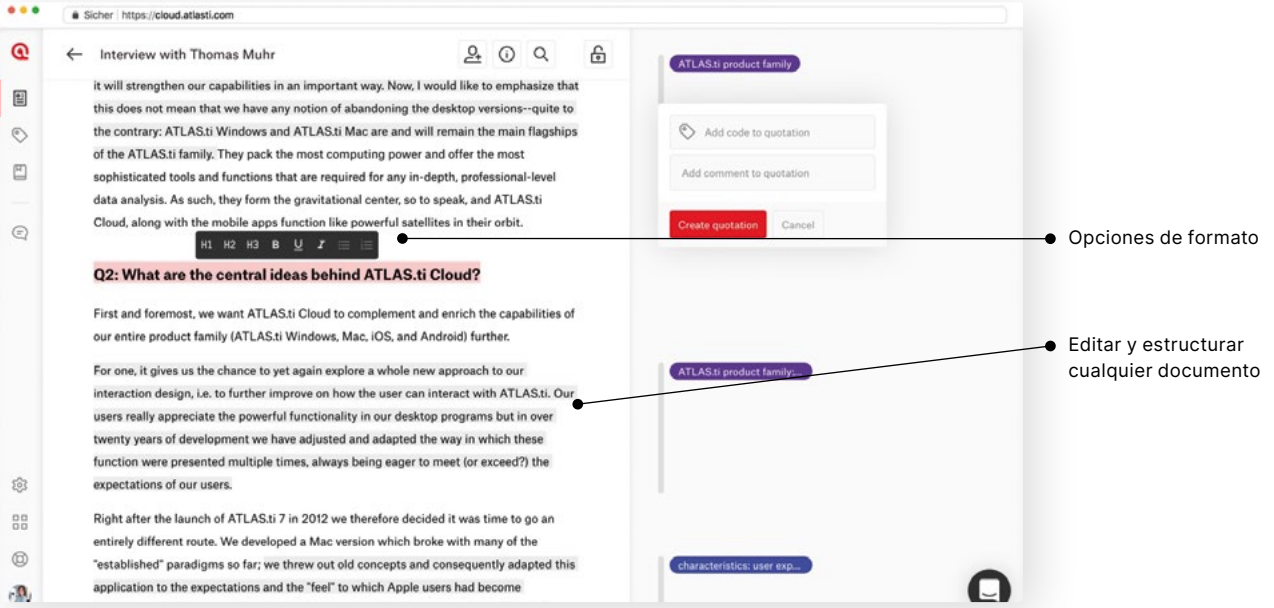 Sicher https://cloud.atlasti.com
Interview with Thomas Muhr
it will strengthen our capabilities in an important way. Now, I would like to emphasize that
this does not mean that we have any notion of abandoning the desktop versions--quite to
the contrary: ATLAS.ti Windows and ATLAS.ti Mac are and will remain the main flagships
of the ATLAS.ti family. They pack the most computing power and offer the most
sophisticated tools and functions that are required for any in-depth, professional-level
data analysis. As such, they form the gravitational center, so to speak, and ATLAS.ti
Cloud, along with the mobile apps function like powerful satellites in their orbit.
H1 H2 H3 B U I
Q2: What are the central ideas behind ATLAS.ti Cloud?
First and foremost, we want ATLAS.ti Cloud to complement and enrich the capabilities of
our entire product family (ATLAS.ti Windows, Mac, iOS, and Android) further.
For one, it gives us the chance to yet again explore a whole new approach to our
interaction design, i.e. to further improve on how the user can interact with ATLAS.ti. Our
users really appreciate the powerful functionality in our desktop programs but in over
twenty years of development we have adjusted and adapted the way in which these
function were presented multiple times, always being eager to meet (or exceed?) the
expectations of our users.
Right after the launch of ATLAS.ti 7 in 2012 we therefore decided it was time to go an
entirely different route. We developed a Mac version which broke with many of the
"established" paradigms so far; we threw out old concepts and consequently adapted this
application to the expectations and the "feel" to which Apple users had become
ATLAS.ti product family
Add code to quotation
Add comment to quotation
Create quotation Cancel
ATLAS.ti product family:...
characteristics: user exp...
Opciones de formato
Editar y estructurar
cualquier documento